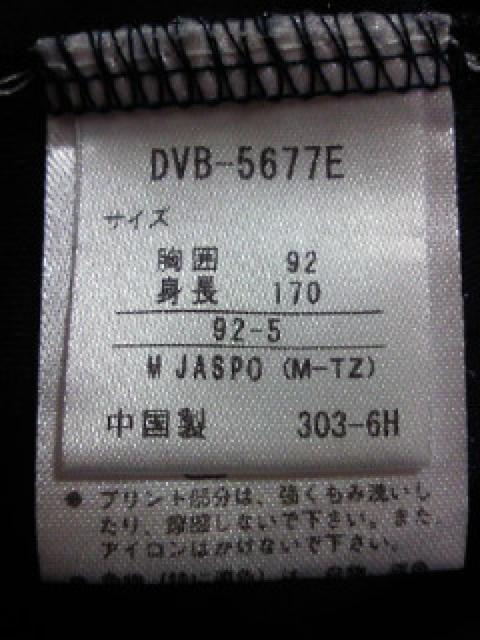 DVB-5677E
サイズ
胸囲 92
身長 170
92-5
M JASPO (M-TZ)
中国製 303-6H
● プリント部分は、強くもみ洗いし
たり、摩擦しないで下さい。また
アイロンはかけないで下さい。